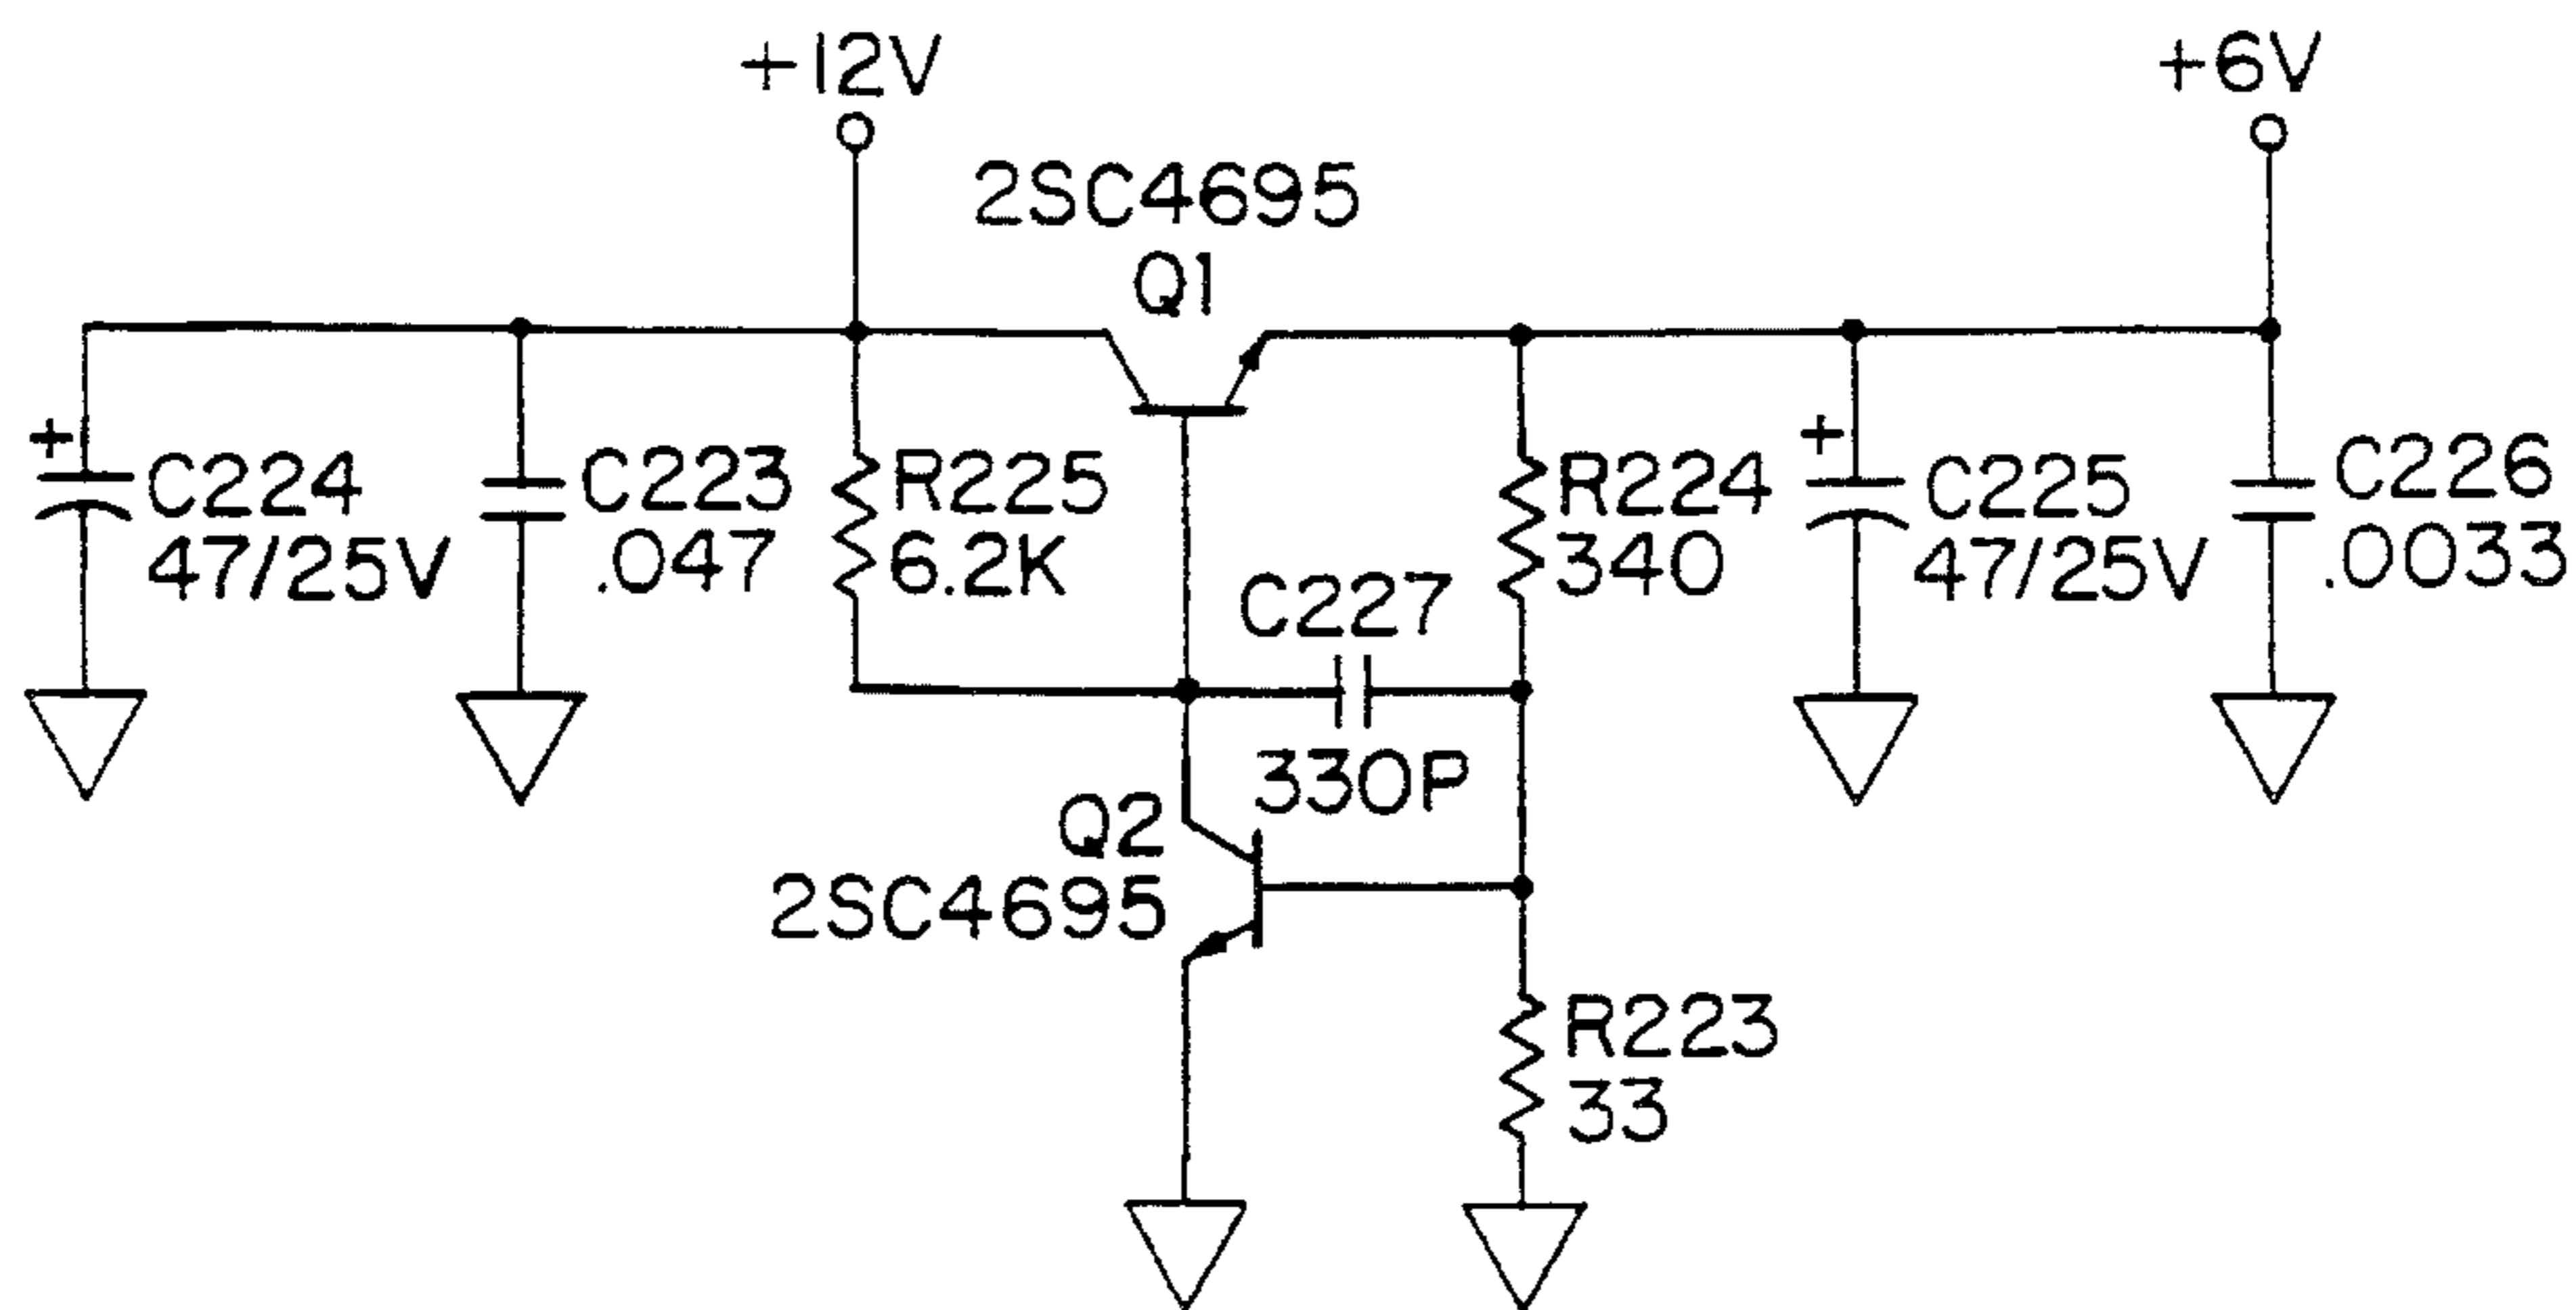 +12V
+6V
2SC4695
Q1
+
C224
47/25V
C223
.047
R225
6.2K
R224
340
+
C225
47/25V
C226
.0033
C227
330P
Q2
2SC4695
R223
33